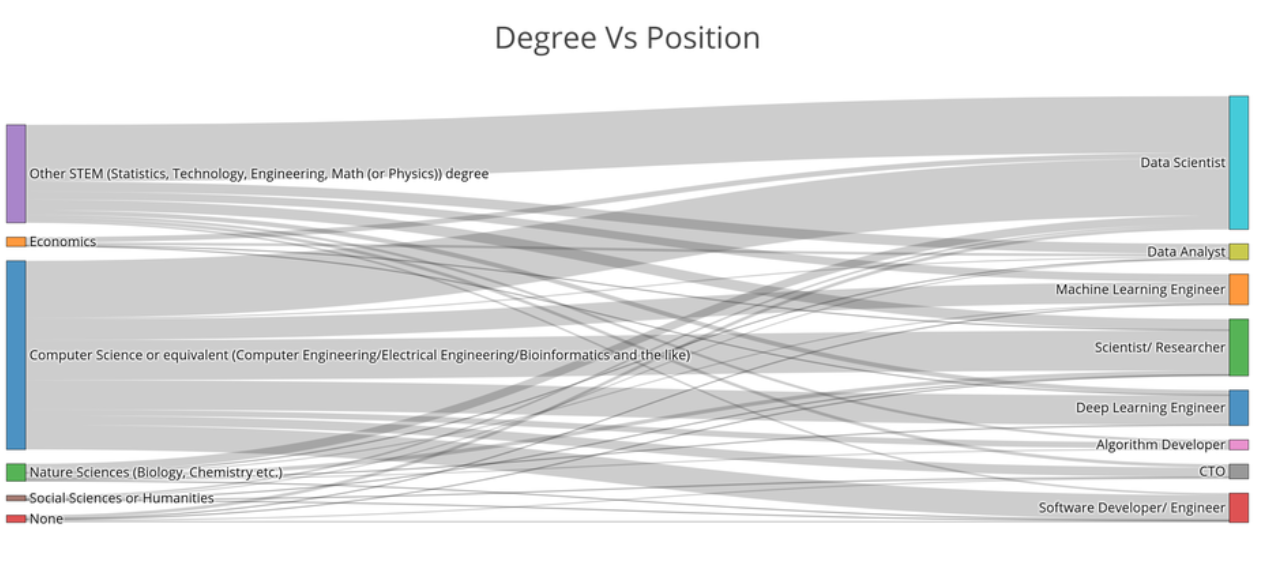 Degree Vs Position
Other STEM (Statistics, Technology, Engineering, Math (or Physics)) degree
Economics
Computer Science or equivalent (Computer Engineering/Electrical Engineering/Bioinformatics and the like)
Nature Sciences (Biology, Chemistry etc.)
Social Sciences or Humanities
None
Data Scientist
Data Analyst
Machine Learning Engineer
Scientist/ Researcher
Deep Learning Engineer
Algorithm Developer
CTO
Software Developer/ Engineer